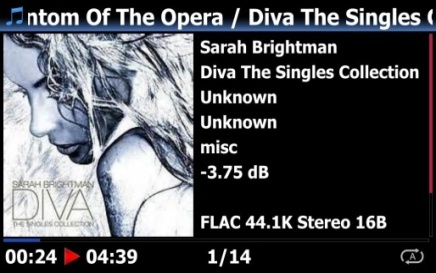 ntom Of The Opera / Diva The Singles C
Sarah Brightman
Diva The Singles Collection
Unknown
Unknown
misc
-3.75 dB
FLAC 44.1K Stereo 16B
SARAH BRIGHTMAN
DIVA
THE SINGLES COLLECTION
00:24 04:39 1/14 A